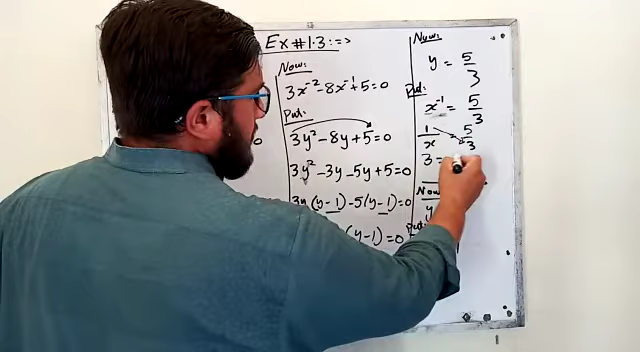 Ex # 1.3 : =>
Now:
3x⁻² - 8x⁻¹ + 5 = 0
Put:
3y² - 8y + 5 = 0
3y² - 3y - 5y + 5 = 0
3y(y - 1) - 5(y - 1) = 0
(y - 1) = 0
Now:
y = 5/3
Put:
x⁻¹ = 5/3
1/x 5/3
3 =
Now
y
Put: